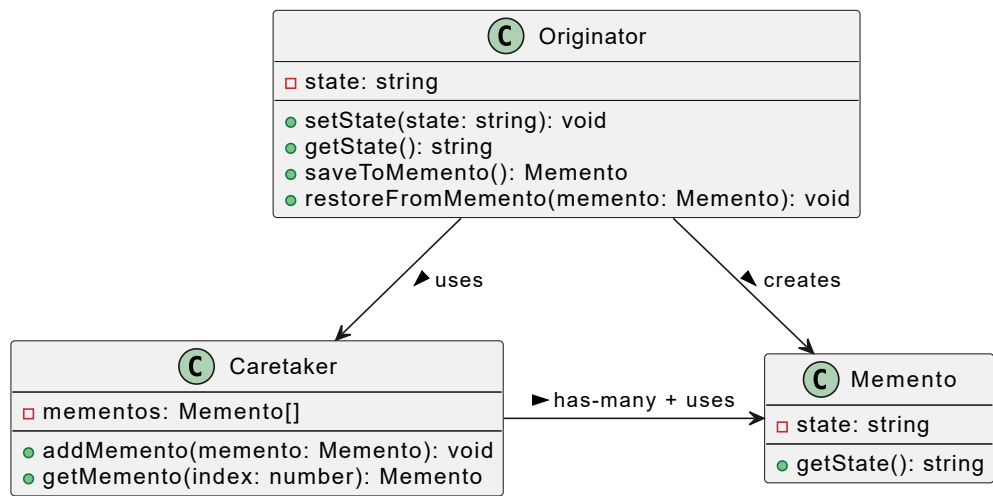 C Originator
state: string
setState(state: string): void
getState(): string
saveToMemento(): Memento
restoreFromMemento(memento: Memento): void
uses
creates
C Caretaker
mementos: Memento[]
addMemento(memento: Memento): void
getMemento(index: number): Memento
has-many + uses
C Memento
state: string
getState(): string